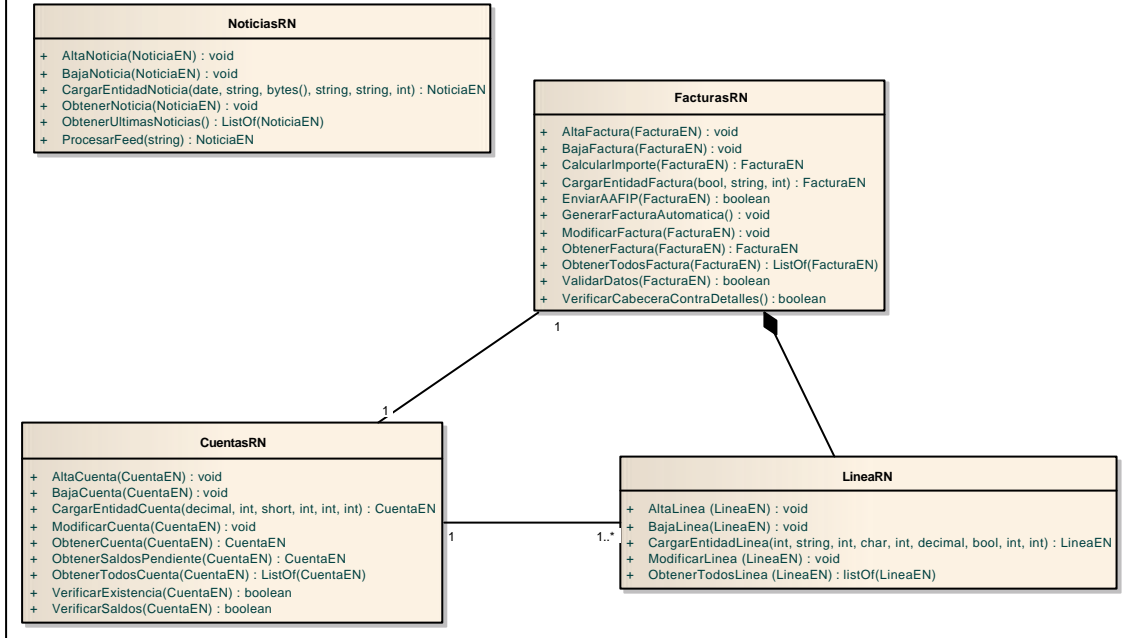 NoticiasRN
+ AltaNoticia(NoticiaEN) : void
+ BajaNoticia(NoticiaEN) : void
+ CargarEntidadNoticia(date, string, bytes(), string, string, int) : NoticiaEN
+ ObtenerNoticia(NoticiaEN) : void
+ ObtenerUltimasNoticias() : ListOf(NoticiaEN)
+ ProcesarFeed(string) : NoticiaEN
FacturasRN
+ AltaFactura(FacturaEN) : void
+ BajaFactura(FacturaEN) : void
+ CalcularImporte(FacturaEN) : FacturaEN
+ CargarEntidadFactura(bool, string, int) : FacturaEN
+ EnviarAAFIP(FacturaEN) : boolean
+ GenerarFacturaAutomatica() : void
+ ModificarFactura(FacturaEN) : void
+ ObtenerFactura(FacturaEN) : FacturaEN
+ ObtenerTodosFactura(FacturaEN) : ListOf(FacturaEN)
+ ValidarDatos(FacturaEN) : boolean
+ VerificarCabeceraContraDetalles() : boolean
1
1
CuentasRN
+ AltaCuenta(CuentaEN) : void
+ BajaCuenta(CuentaEN) : void
+ CargarEntidadCuenta(decimal, int, short, int, int, int) : CuentaEN
+ ModificarCuenta(CuentaEN) : void
+ ObtenerCuenta(CuentaEN) : CuentaEN
+ ObtenerSaldosPendiente(CuentaEN) : CuentaEN
+ ObtenerTodosCuenta(CuentaEN) : ListOf(CuentaEN)
+ VerificarExistencia(CuentaEN) : boolean
+ VerificarSaldos(CuentaEN) : boolean
1
1..*
LineaRN
+ AltaLinea (LineaEN) : void
+ BajaLinea(LineaEN) : void
+ CargarEntidadLinea(int, string, int, char, int, decimal, bool, int, int) : LineaEN
+ ModificarLinea (LineaEN) : void
+ ObtenerTodosLinea (LineaEN) : listOf(LineaEN)